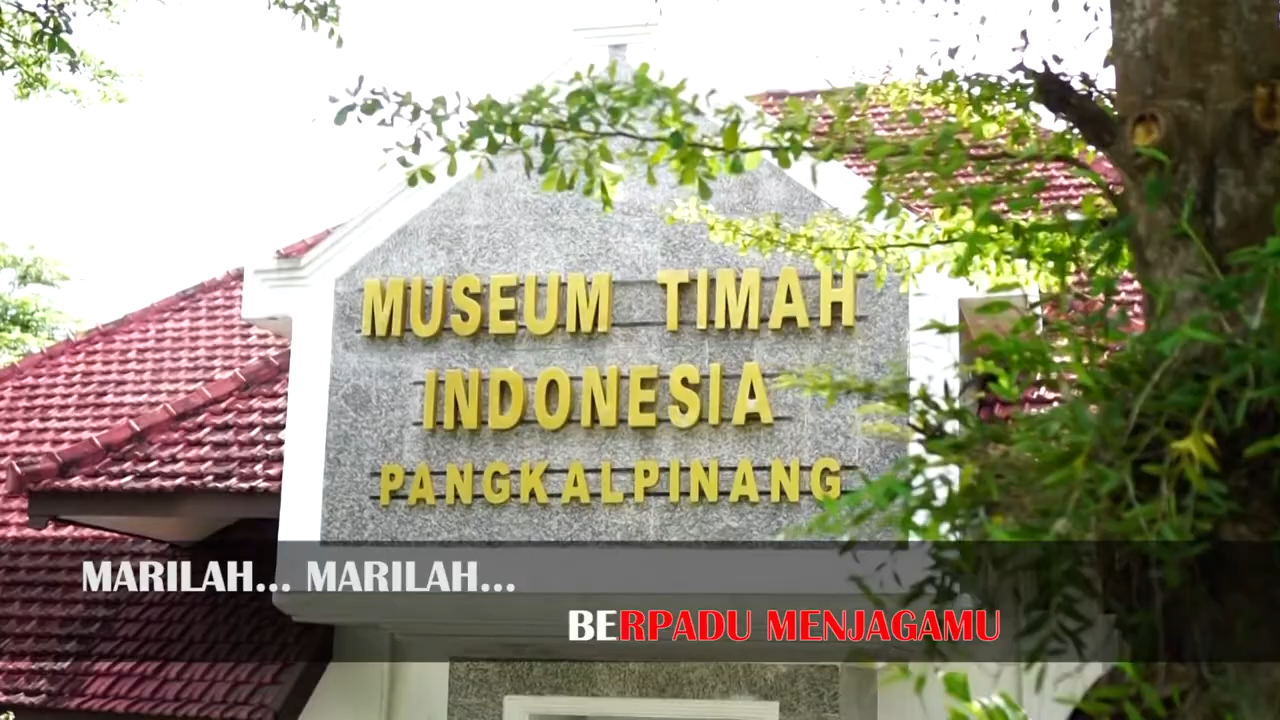 MUSEUM TIMAH
INDONESIA
PANGKALPINANG
MARILAH... MARILAH...
BERPADU MENJAGAMU